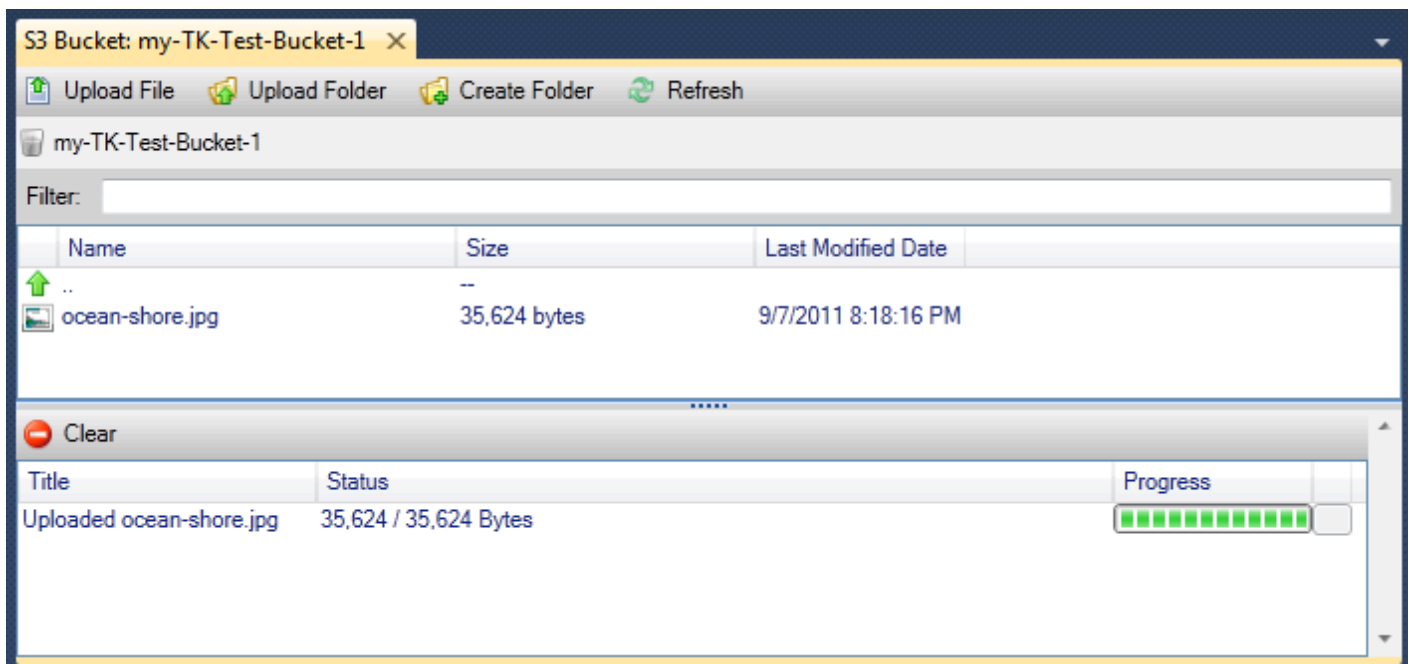 S3 Bucket: my-TK-Test-Bucket-1
Upload File Upload Folder Create Folder Refresh
my-TK-Test-Bucket-1
Filter:
Name Size Last Modified Date
.. --
ocean-shore.jpg 35,624 bytes 9/7/2011 8:18:16 PM
Clear
Title Status Progress
Uploaded ocean-shore.jpg 35,624 / 35,624 Bytes